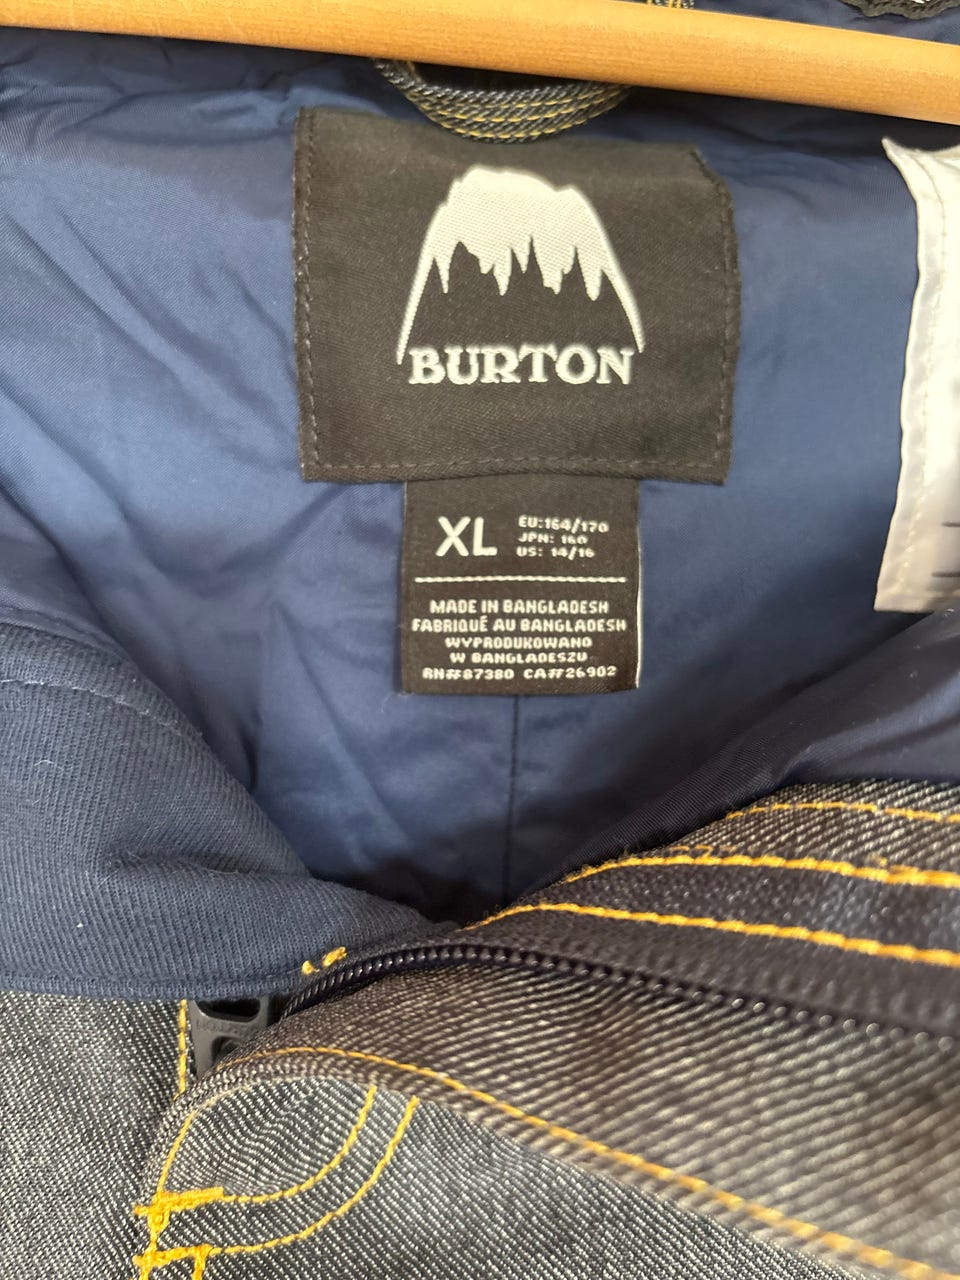 BURTON
XL
EU:164/170
JPN: 160
US: 14/16
MADE IN BANGLADESH
FABRIQUÉ AU BANGLADESH
WYPRODUKOWANO
W BANGLADESZU
RN#87380 CA#26902